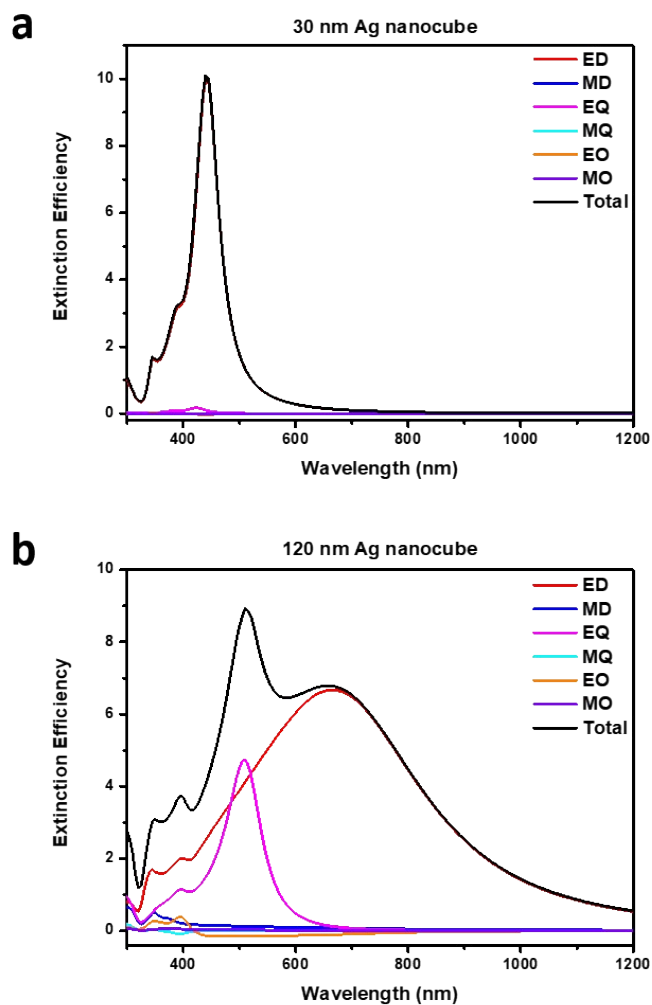 a
30 nm Ag nanocube
ED
MD
EQ
MQ
EO
MO
Total
10
8
6
4
2
0
Extinction Efficiency
400 600 800 1000 1200
Wavelength (nm)
b
120 nm Ag nanocube
ED
MD
EQ
MQ
EO
MO
Total
10
8
6
4
2
0
Extinction Efficiency
400 600 800 1000 1200
Wavelength (nm)